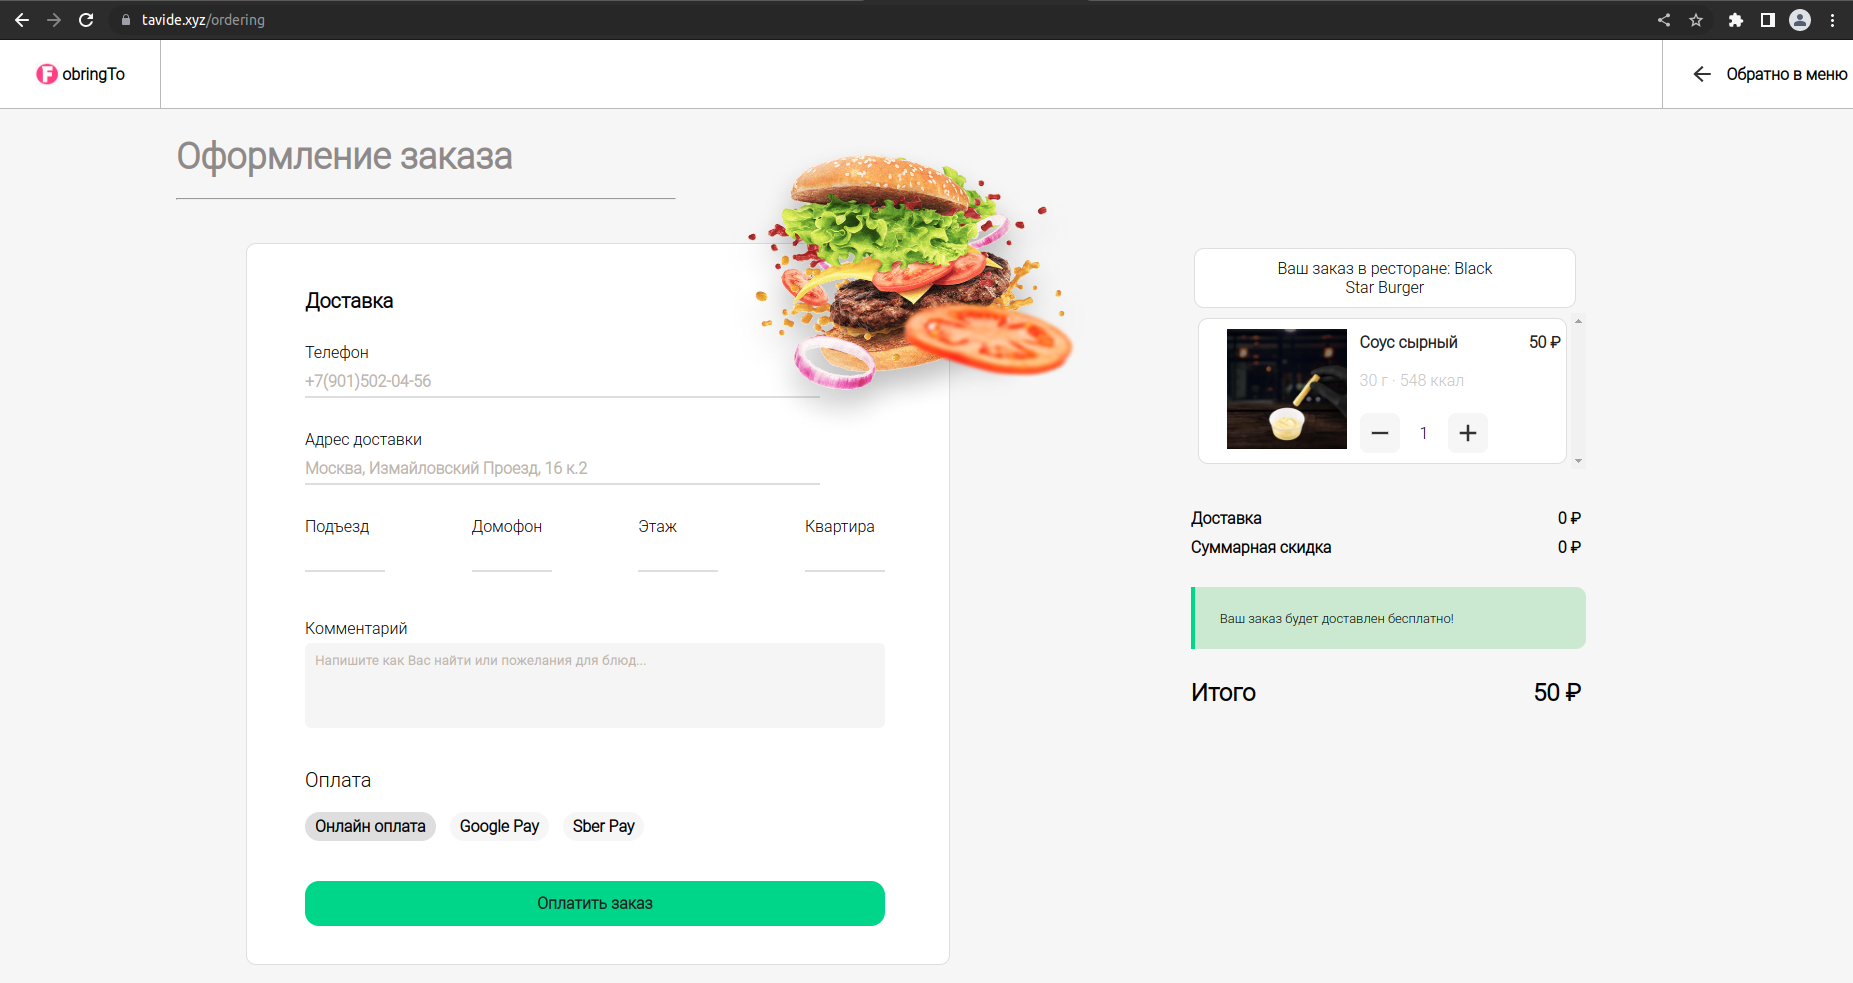 tavide.xyz/ordering
F obringTo
Обратно в меню
Оформление заказа
Доставка
Телефон
+7(901)502-04-56
Адрес доставки
Москва, Измайловский Проезд, 16 к.2
Подъезд Домофон Этаж Квартира
Комментарий
Напишите как Вас найти или пожелания для блюд...
Оплата
Онлайн оплата Google Pay Sber Pay
Оплатить заказ
Ваш заказ в ресторане: Black
Star Burger
Соус сырный 50 ₽
30 г · 548 ккал
1
Доставка 0 ₽
Суммарная скидка 0 ₽
Ваш заказ будет доставлен бесплатно!
Итого 50 ₽